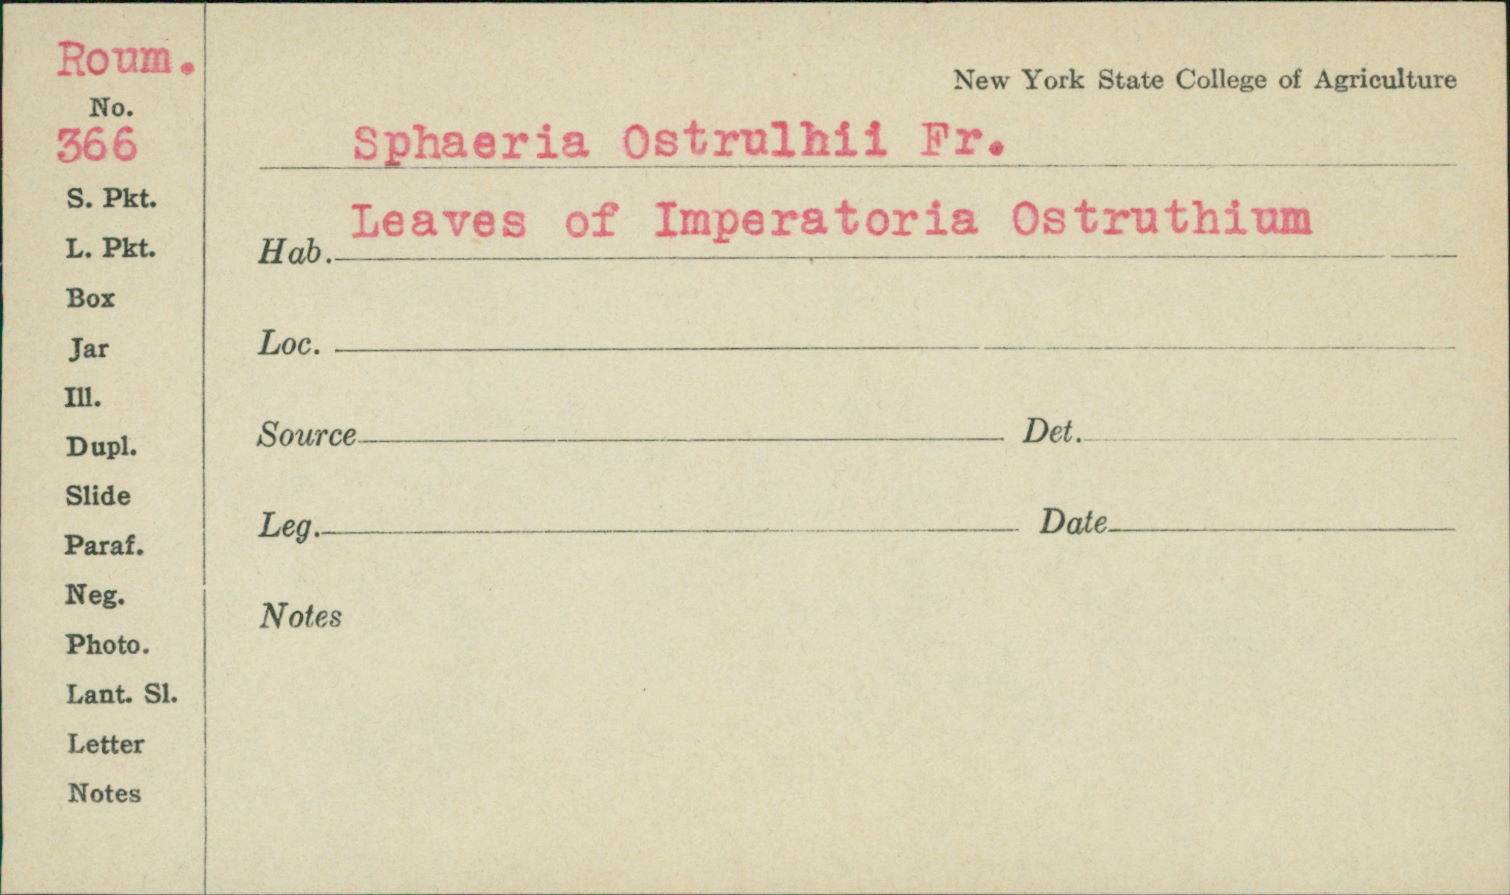 Roum.
No.
366
S. Pkt.
L. Pkt.
Box
Jar
Ill.
Dupl.
Slide
Paraf.
Neg.
Photo.
Lant. Sl.
Letter
Notes
New York State College of Agriculture
Sphaeria Ostrulhii Fr.
Hab. Leaves of Imperatoria Ostruthium
Loc.
Source Det.
Leg. Date
Notes